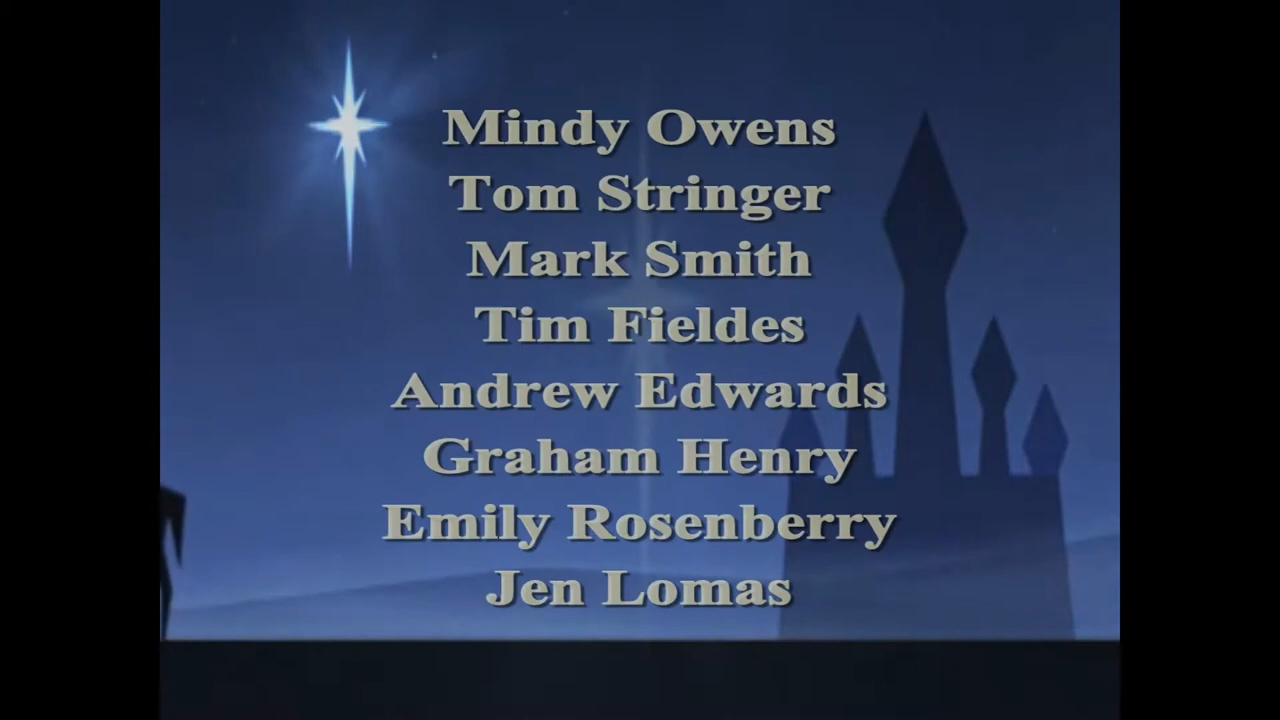 Mindy Owens
Tom Stringer
Mark Smith
Tim Fieldes
Andrew Edwards
Graham Henry
Emily Rosenberry
Jen Lomas